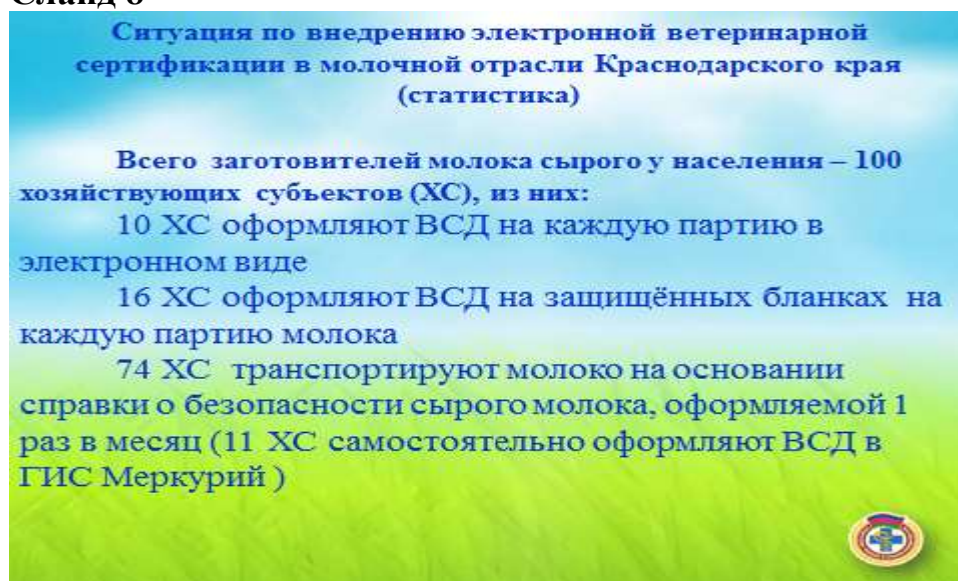 Слайд 8
Ситуация по внедрению электронной ветеринарной
сертификации в молочной отрасли Краснодарского края
(статистика)
Всего заготовителей молока сырого у населения – 100
хозяйствующих субъектов (ХС), из них:
10 ХС оформляют ВСД на каждую партию в
электронном виде
16 ХС оформляют ВСД на защищённых бланках на
каждую партию молока
74 ХС транспортируют молоко на основании
справки о безопасности сырого молока, оформляемой 1
раз в месяц (11 ХС самостоятельно оформляют ВСД в
ГИС Меркурий )